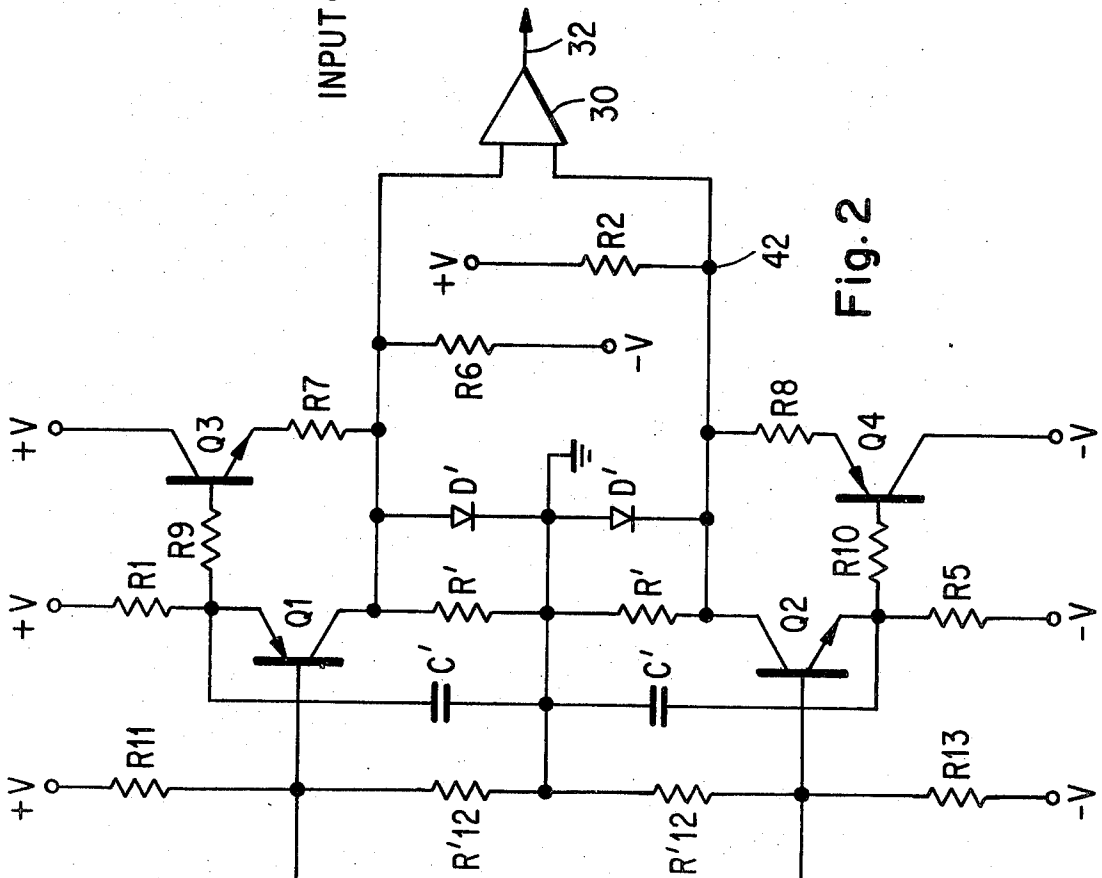 INPUT
+V
+V
+V
Q3
R9
R1
R7
R11
Q1
+V
32
30
R6
R2
-V
42
D'
R'
C'
R'12
D'
R'
C'
R'12
R8
Q4
R10
Q2
R5
R13
-V
-V
-V
Fig.2